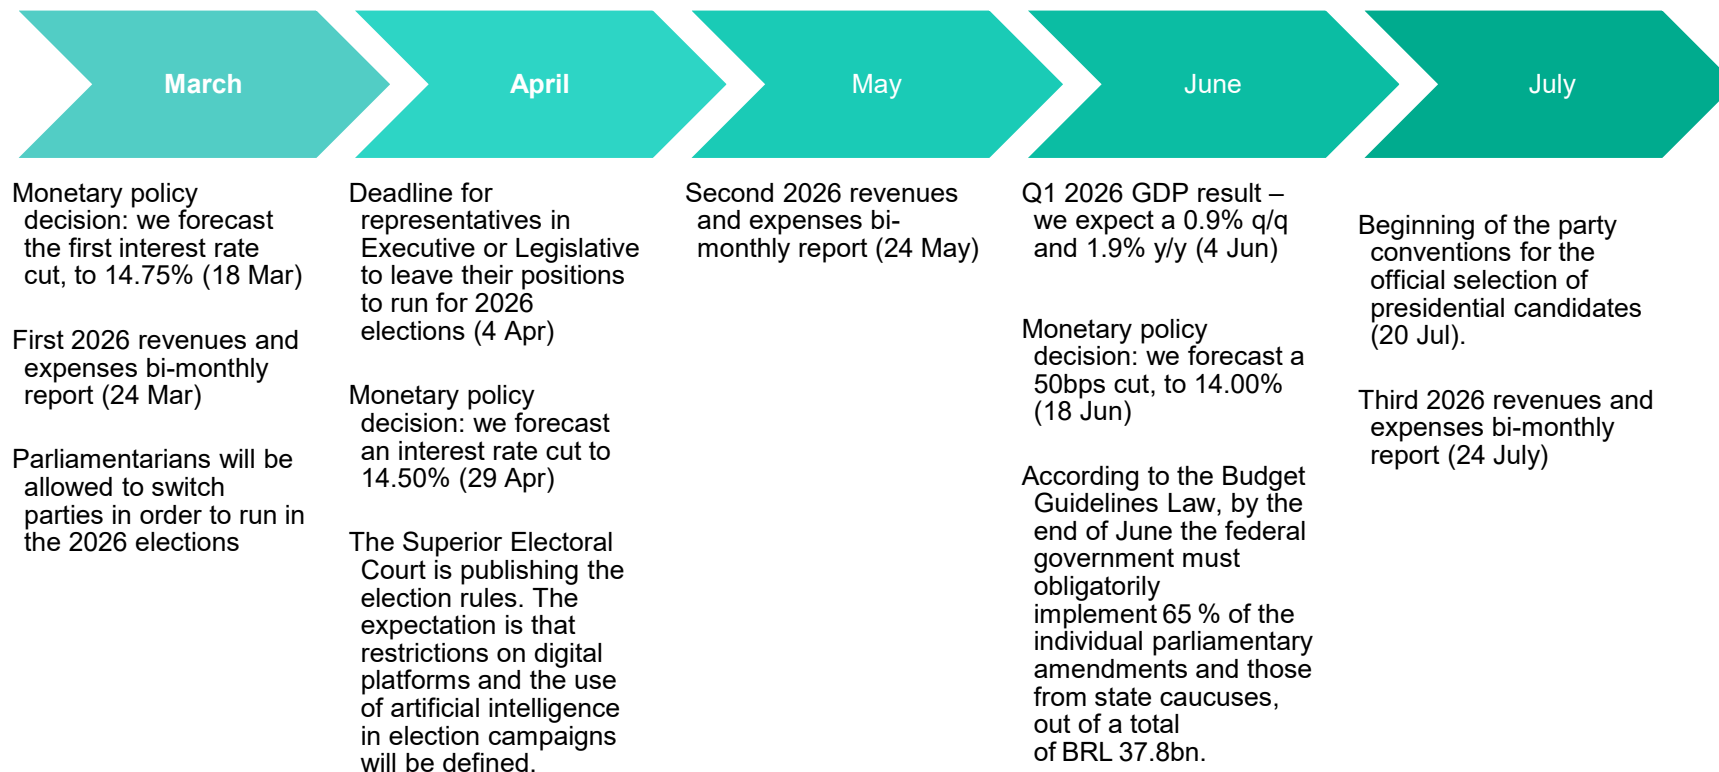 March
April
May
June
July
Monetary policy
decision: we forecast
the first interest rate
cut, to 14.75% (18 Mar)
First 2026 revenues and
expenses bi-monthly
report (24 Mar)
Parliamentarians will be
allowed to switch
parties in order to run in
the 2026 elections
Deadline for
representatives in
Executive or Legislative
to leave their positions
to run for 2026
elections (4 Apr)
Monetary policy
decision: we forecast
an interest rate cut to
14.50% (29 Apr)
The Superior Electoral
Court is publishing the
election rules. The
expectation is that
restrictions on digital
platforms and the use
of artificial intelligence
in election campaigns
will be defined.
Second 2026 revenues
and expenses bi-
monthly report (24 May)
Q1 2026 GDP result –
we expect a 0.9% q/q
and 1.9% y/y (4 Jun)
Monetary policy
decision: we forecast a
50bps cut, to 14.00%
(18 Jun)
According to the Budget
Guidelines Law, by the
end of June the federal
government must
obligatorily
implement 65 % of the
individual parliamentary
amendments and those
from state caucuses,
out of a total
of BRL 37.8bn.
Beginning of the party
conventions for the
official selection of
presidential candidates
(20 Jul).
Third 2026 revenues and
expenses bi-monthly
report (24 July)